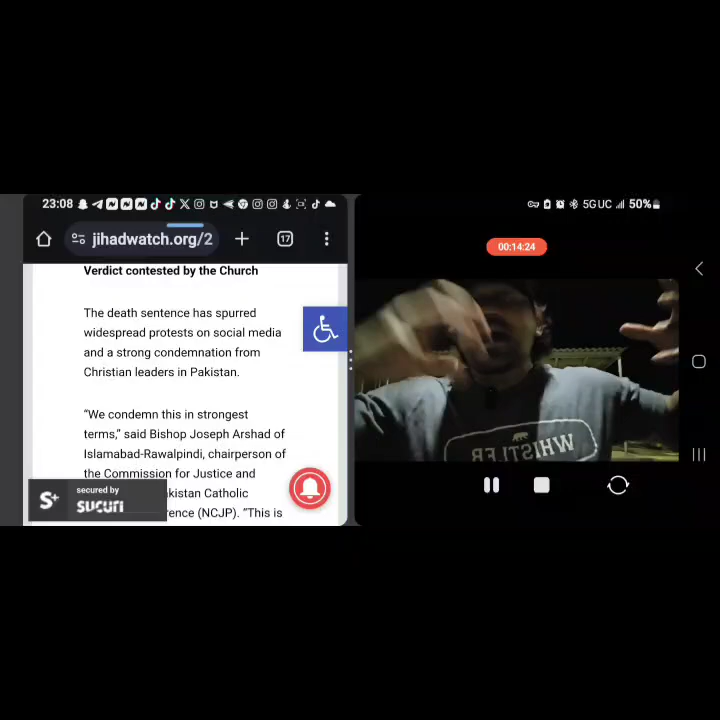 23:08
5GUC 50%
jihadwatch.org/2
17
00:14:24
Verdict contested by the Church
The death sentence has spurred
widespread protests on social media
and a strong condemnation from
Christian leaders in Pakistan.
“We condemn this in strongest
terms,” said Bishop Joseph Arshad of
Islamabad-Rawalpindi, chairperson of
the Commission for Justice and
kistan Catholic
rence (NCJP). “This is
S+ secured by
sucuri
WHISTLER